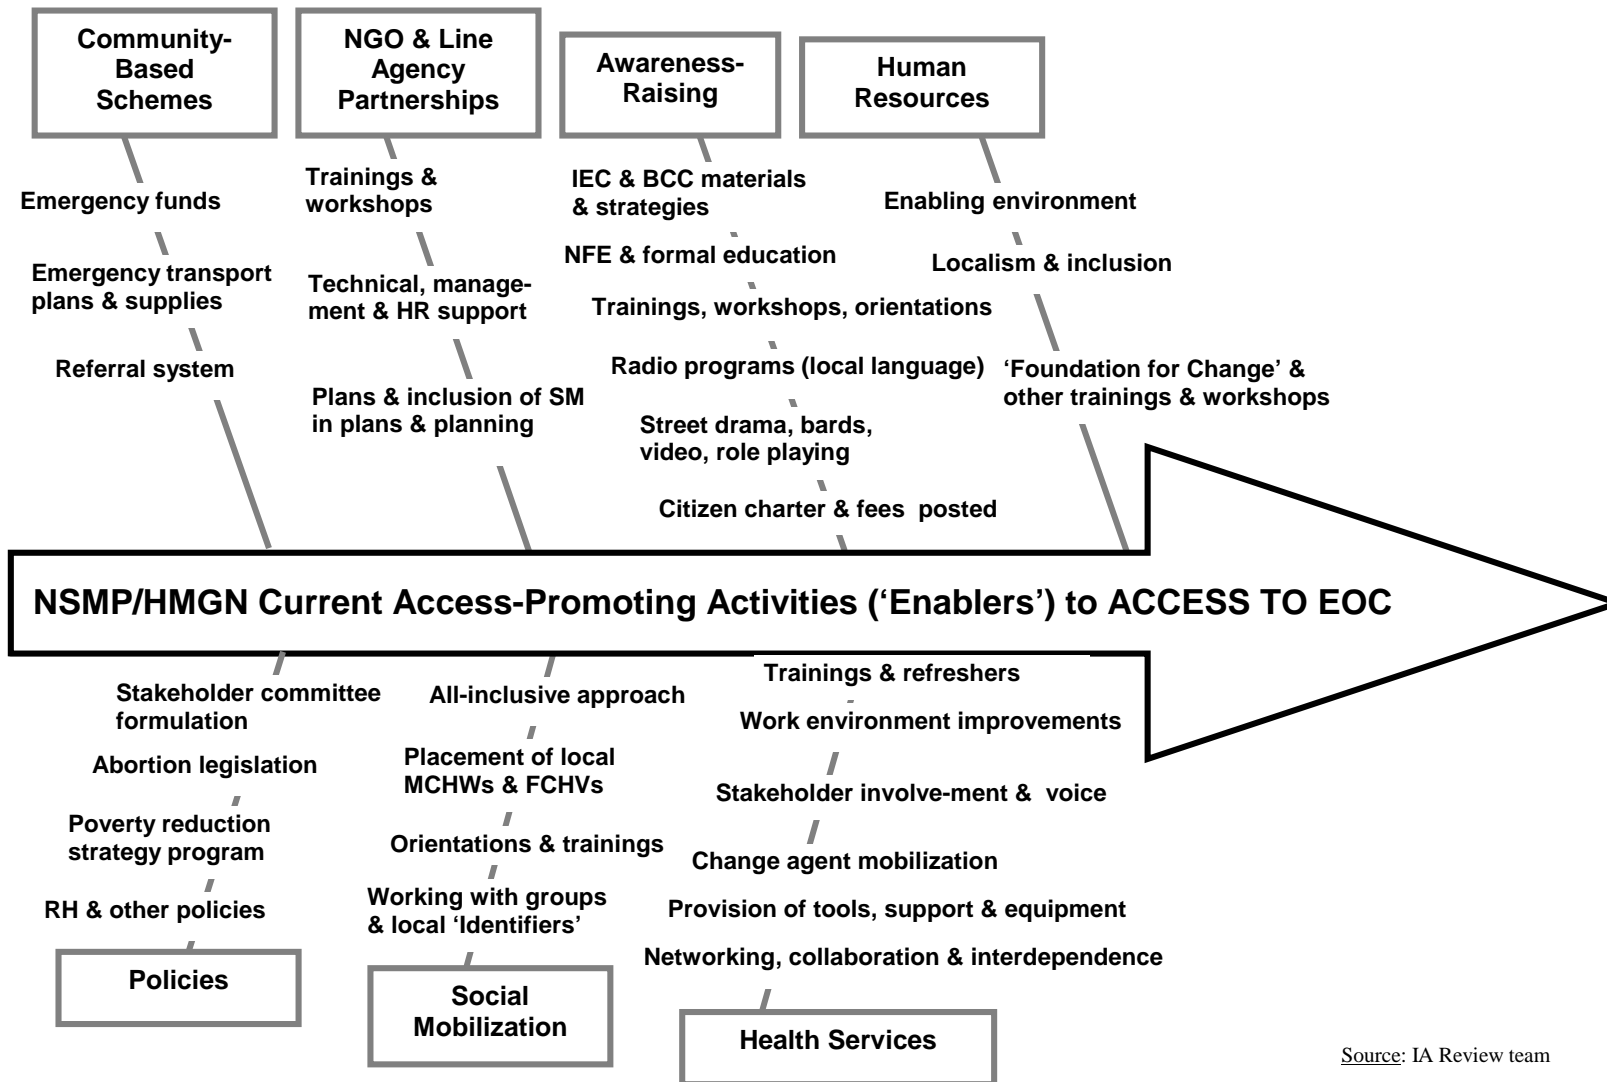 Community-
Based
Schemes
NGO & Line
Agency
Partnerships
Awareness-
Raising
Human
Resources
Emergency funds
Emergency transport
plans & supplies
Referral system
Trainings &
workshops
Technical, manage-
ment & HR support
Plans & inclusion of SM
in plans & planning
IEC & BCC materials
& strategies
NFE & formal education
Trainings, workshops, orientations
Radio programs (local language)
Street drama, bards,
video, role playing
Citizen charter & fees  posted
Enabling environment
Localism & inclusion
‘Foundation for Change’ &
other trainings & workshops
NSMP/HMGN Current Access-Promoting Activities (‘Enablers’) to ACCESS TO EOC
Stakeholder committee
formulation
Abortion legislation
Poverty reduction
strategy program
RH & other policies
Policies
All-inclusive approach
Placement of local
MCHWs & FCHVs
Orientations & trainings
Working with groups
& local ‘Identifiers’
Social
Mobilization
Trainings & refreshers
Work environment improvements
Stakeholder involve-ment &  voice
Change agent mobilization
Provision of tools, support & equipment
Networking, collaboration & interdependence
Health Services
Source: IA Review team